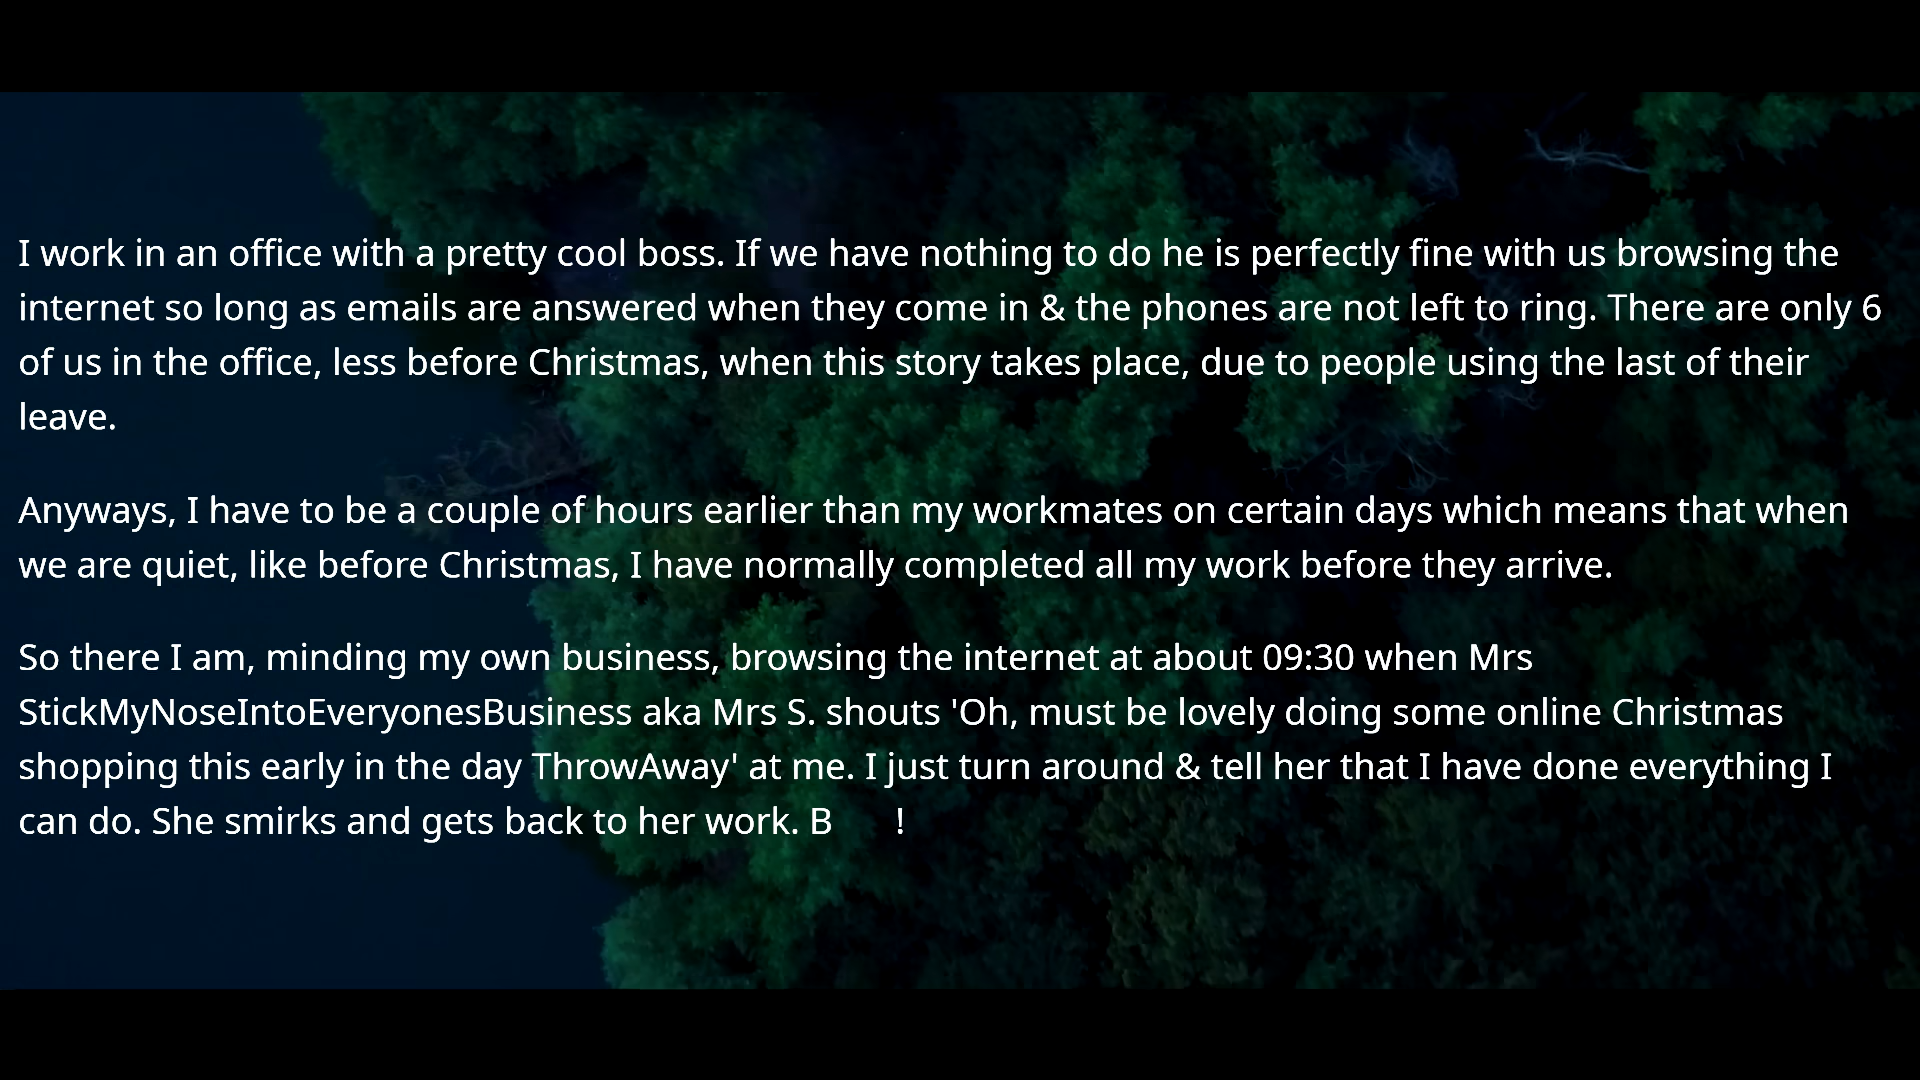 I work in an office with a pretty cool boss. If we have nothing to do he is perfectly fine with us browsing the
internet so long as emails are answered when they come in & the phones are not left to ring. There are only 6
of us in the office, less before Christmas, when this story takes place, due to people using the last of their
leave.
Anyways, I have to be a couple of hours earlier than my workmates on certain days which means that when
we are quiet, like before Christmas, I have normally completed all my work before they arrive.
So there I am, minding my own business, browsing the internet at about 09:30 when Mrs
StickMyNoseIntoEveryonesBusiness aka Mrs S. shouts 'Oh, must be lovely doing some online Christmas
shopping this early in the day ThrowAway' at me. I just turn around & tell her that I have done everything I
can do. She smirks and gets back to her work. B !